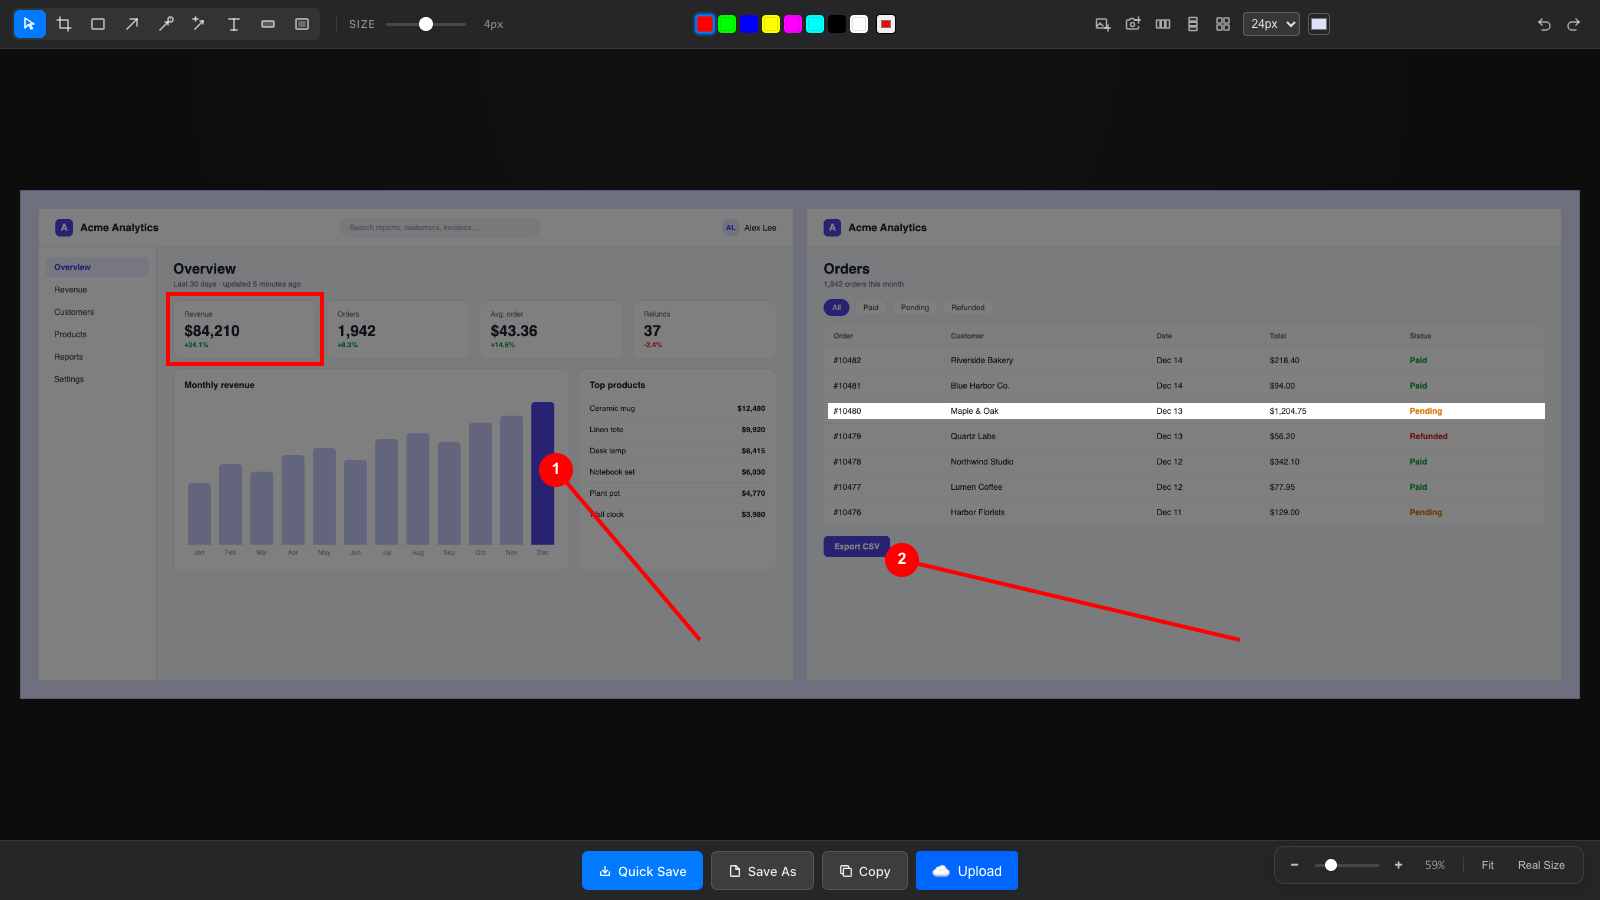 SIZE 4px 24px
A Acme Analytics
Search reports, customers, invoices...
AL Alex Lee
Overview
Revenue
Customers
Products
Reports
Settings
Overview
Last 30 days · updated 5 minutes ago
Revenue
$84,210
+24.1%
Orders
1,942
+8.3%
Avg. order
$43.36
+14.6%
Refunds
37
-2.4%
Monthly revenue
Jan Feb Mar Apr May Jun Jul Aug Sep Oct Nov Dec
1
Top products
Ceramic mug $12,480
Linen tote $9,920
Desk lamp $8,415
Notebook set $6,030
Plant pot $4,770
Wall clock $3,980
A Acme Analytics
Orders
1,942 orders this month
All Paid Pending Refunded
Order Customer Date Total Status
#10482 Riverside Bakery Dec 14 $218.40 Paid
#10481 Blue Harbor Co. Dec 14 $94.00 Paid
#10480 Maple & Oak Dec 13 $1,204.75 Pending
#10479 Quartz Labs Dec 13 $56.20 Refunded
#10478 Northwind Studio Dec 12 $342.10 Paid
#10477 Lumen Coffee Dec 12 $77.95 Paid
#10476 Harbor Florists Dec 11 $129.00 Pending
Export CSV
2
Quick Save Save As Copy Upload
59% Fit Real Size